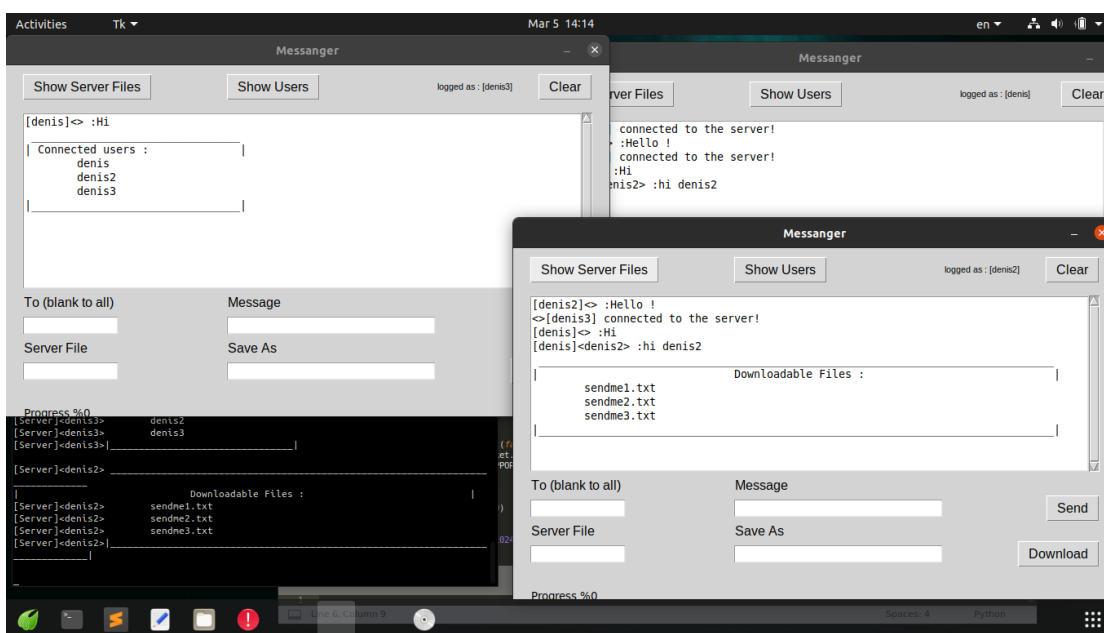 Activities Tk Mar 5 14:14 en
Messanger
Show Server Files Show Users logged as : [denis3] Clear
[denis]<> :Hi
| Connected users : |
denis
denis2
denis3
|______________________________|
To (blank to all) Message
Server File Save As
Progress %0
Messanger
rver Files Show Users logged as : [denis] Clear
] connected to the server!
> :Hello !
] connected to the server!
:Hi
enis2> :hi denis2
Messanger
Show Server Files Show Users logged as : [denis2] Clear
[denis2]<> :Hello !
<>[denis3] connected to the server!
[denis]<> :Hi
[denis]<denis2> :hi denis2
| Downloadable Files : |
sendme1.txt
sendme2.txt
sendme3.txt
To (blank to all) Message
Send
Server File Save As
Download
Progress %0
[Server]<denis3> denis2
[Server]<denis3> denis3
[Server]<denis3>|______________________________|
[Server]<denis2>
| Downloadable Files : |
[Server]<denis2> sendme1.txt
[Server]<denis2> sendme2.txt
[Server]<denis2> sendme3.txt
[Server]<denis2>|
Line 6, Column 9 Spaces: 4 Python